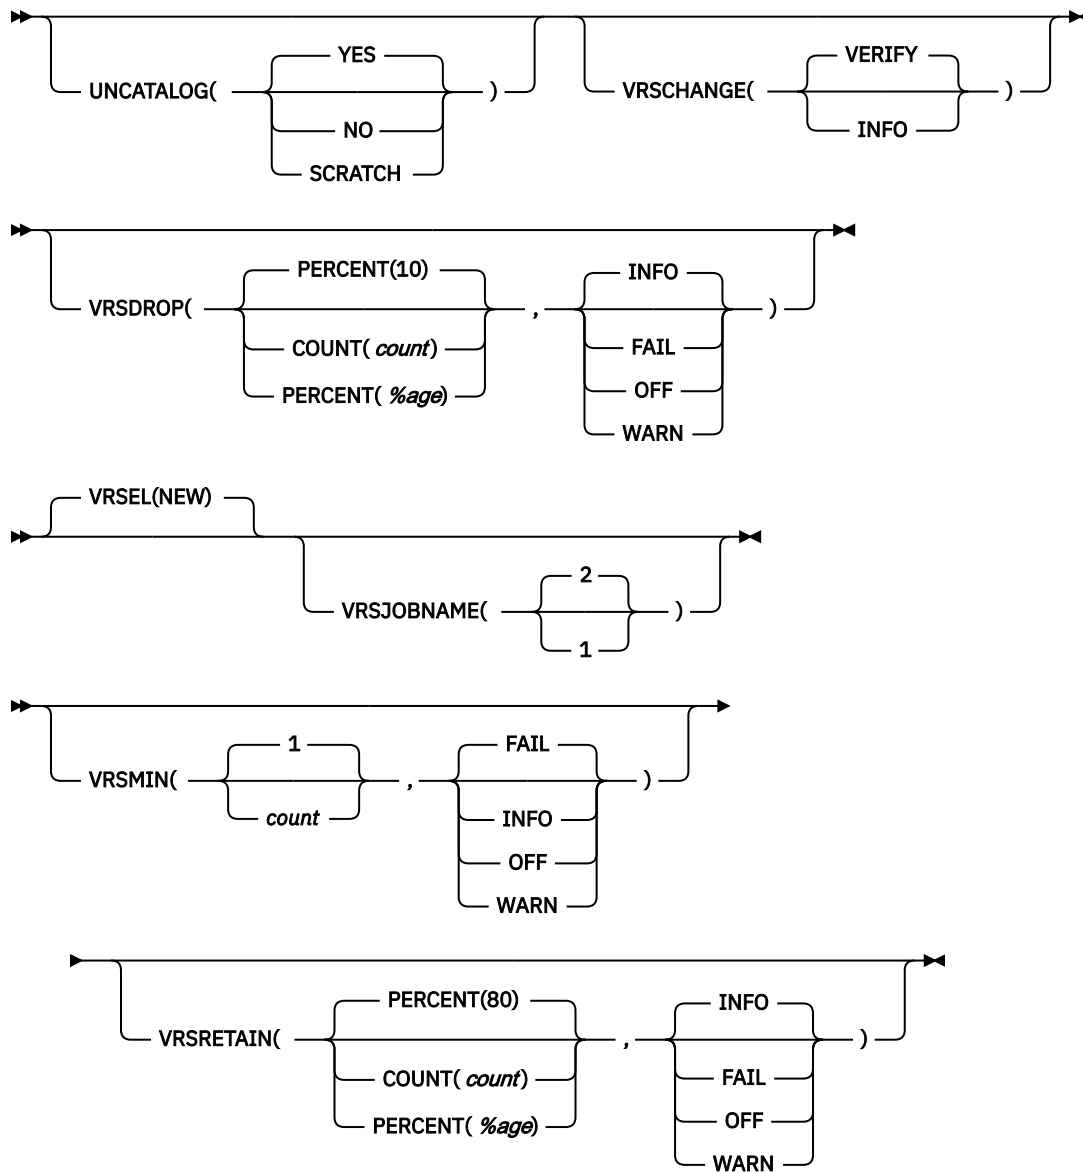 YES VERIFY
UNCATALOG( ) VRSCHANGE( )
NO INFO
SCRATCH
PERCENT(10) INFO
VRSDROP( , )
COUNT( count) FAIL
PERCENT( %age) OFF
WARN
VRSEL(NEW)
2
VRSJOBNAME( )
1
1 FAIL
VRSMIN( , )
count INFO
OFF
WARN
PERCENT(80) INFO
VRSRETAIN( , )
COUNT( count) FAIL
PERCENT( %age) OFF
WARN